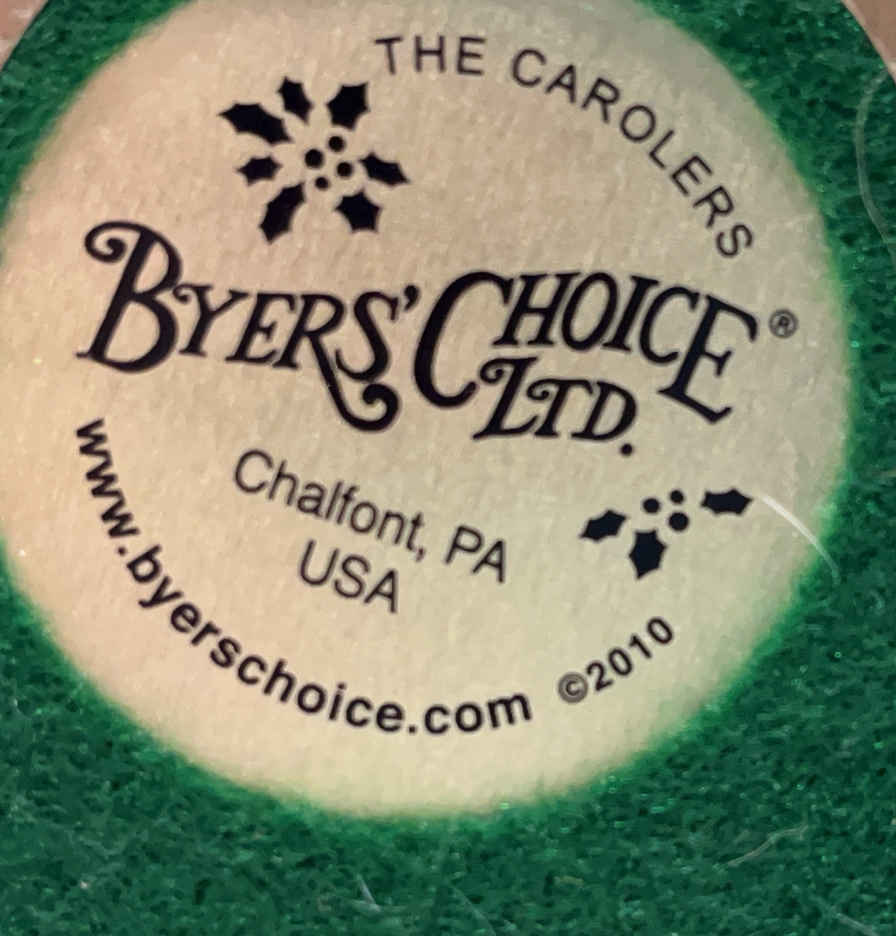 THE CAROLERS
BYERS' CHOICE®
LTD.
Chalfont, PA
USA
www.byerschoice.com ©2010